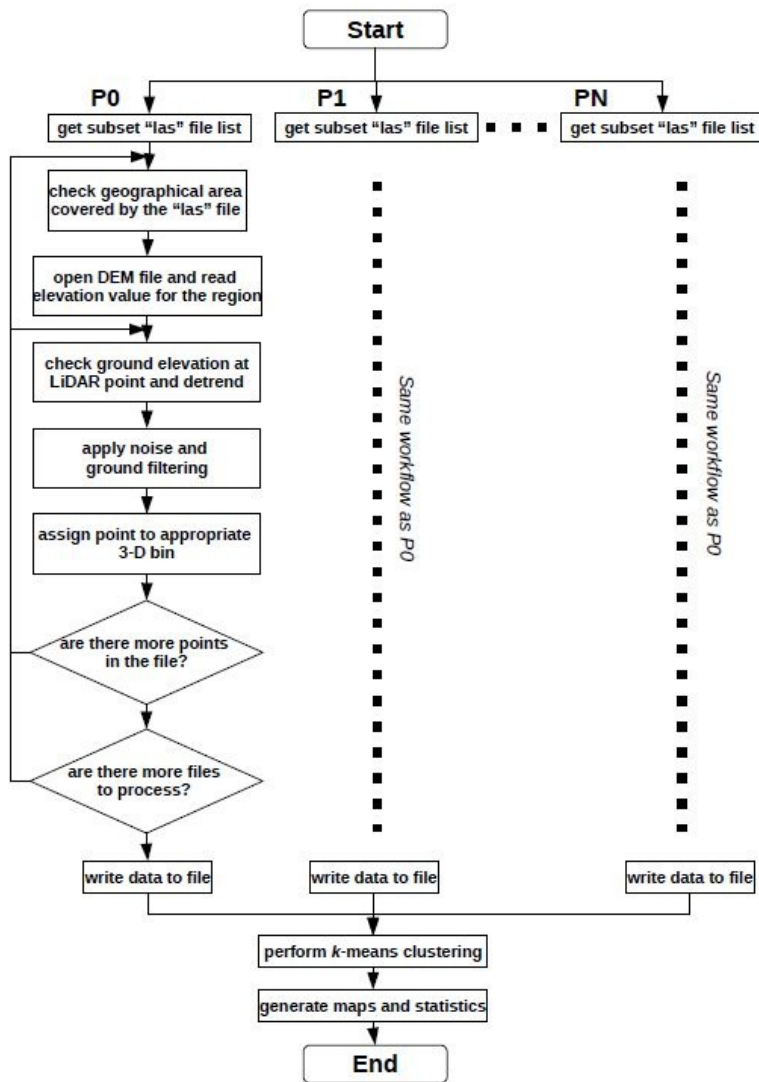 Start
P0
P1
PN
get subset “las” file list
get subset “las” file list
get subset “las” file list
check geographical area
covered by the “las” file
open DEM file and read
elevation value for the region
check ground elevation at
LiDAR point and detrend
apply noise and
ground filtering
assign point to appropriate
3-D bin
are there more points
in the file?
are there more files
to process?
Same workflow as P0
Same workflow as P0
write data to file
write data to file
write data to file
perform k-means clustering
generate maps and statistics
End